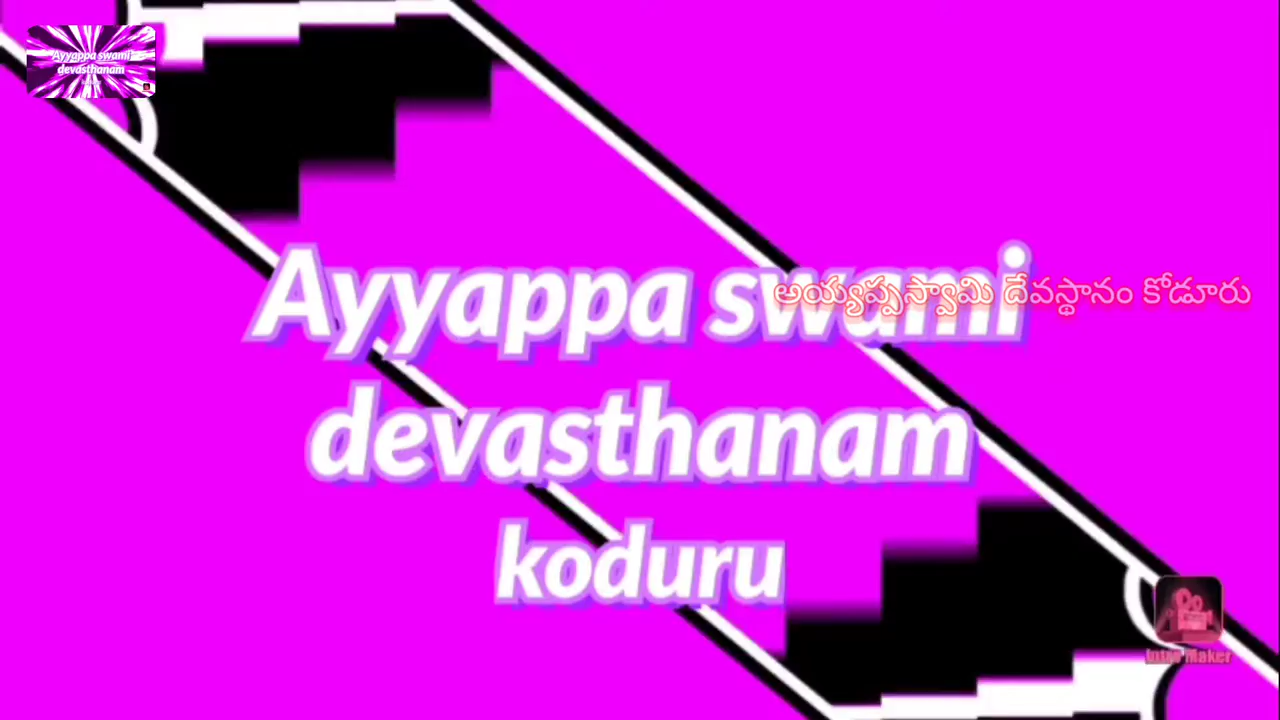 Ayyappa swami
devasthanam
Ayyappa swami
అయ్యప్పస్వామి దేవస్థానం కోడూరు
devasthanam
koduru
Intro Maker